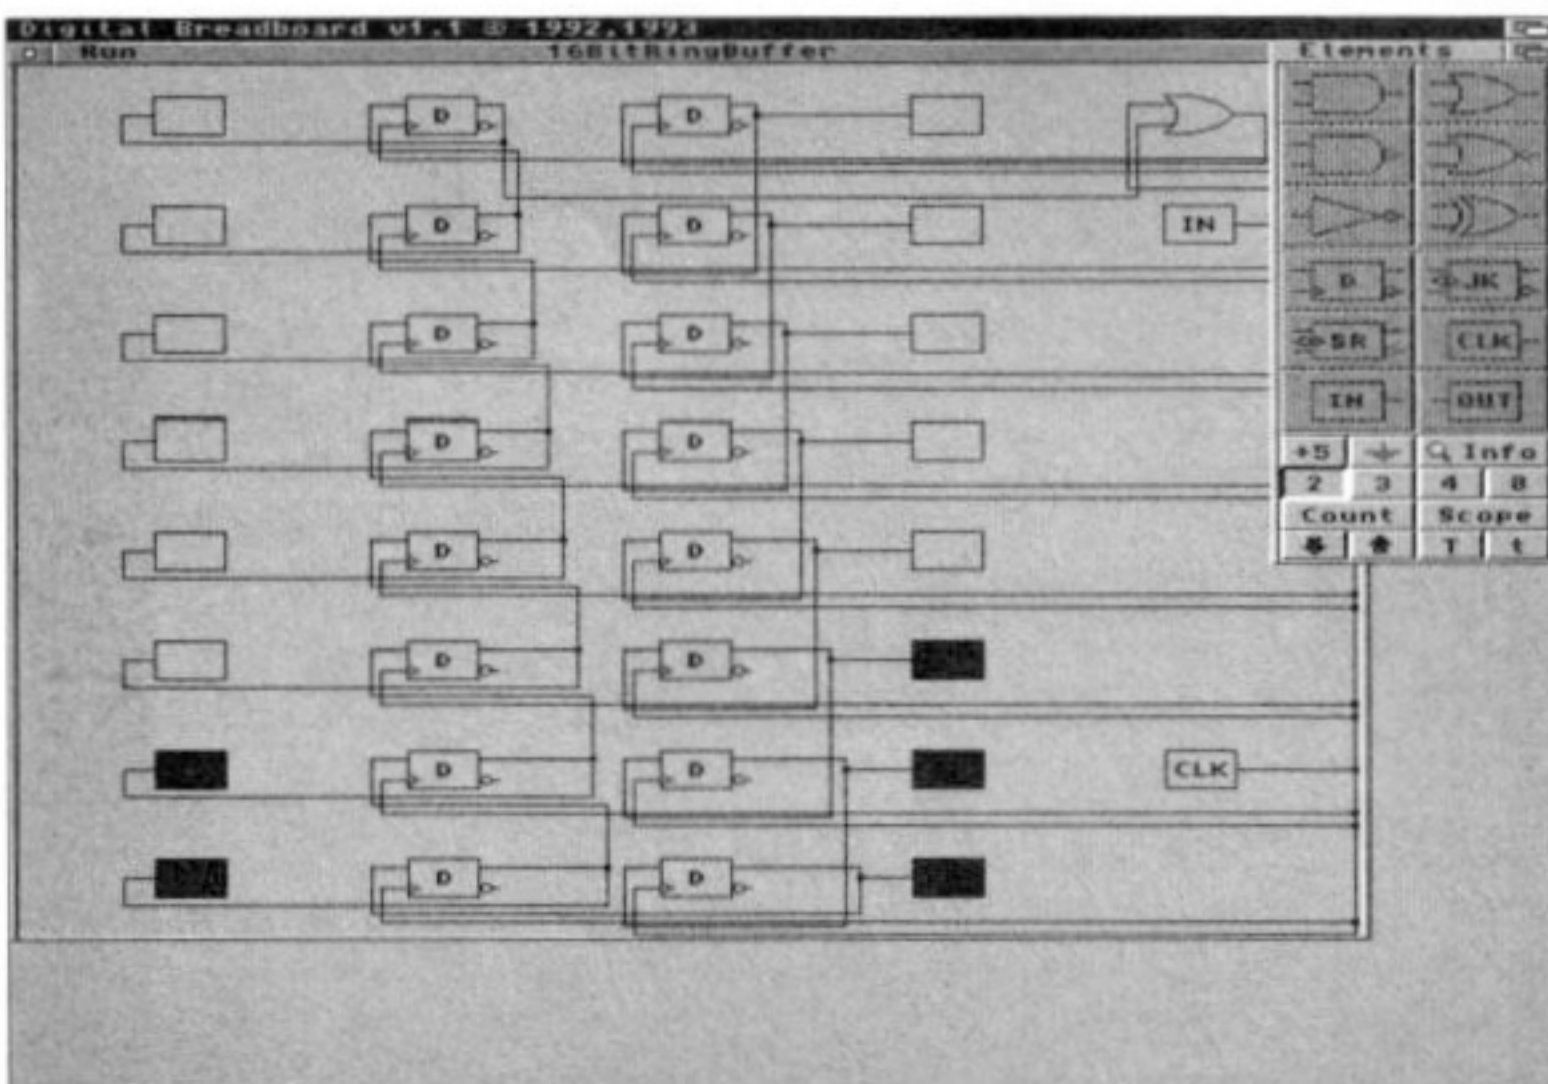 Digital Breadboard v1.1 © 1992,1993
Run
16BitRingBuffer
Elements
D D
D D
IN
D D
D D
D D
D D
D D
CLK
D D
D JK
SR CLK
IN OUT
+5 Info
2 3 4 8
Count Scope
T t